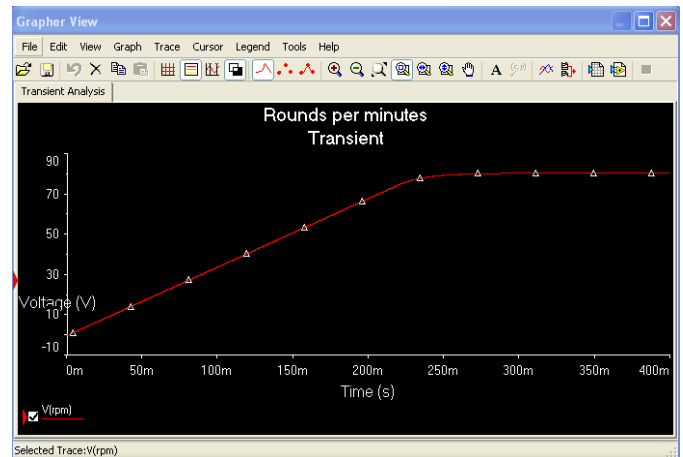 Grapher View
File Edit View Graph Trace Cursor Legend Tools Help
Transient Analysis
Rounds per minutes
Transient
90
70
50
30
Voltage (V)
10
-10
0m 50m 100m 150m 200m 250m 300m 350m 400m
Time (s)
V(rpm)
Selected Trace:V(rpm)